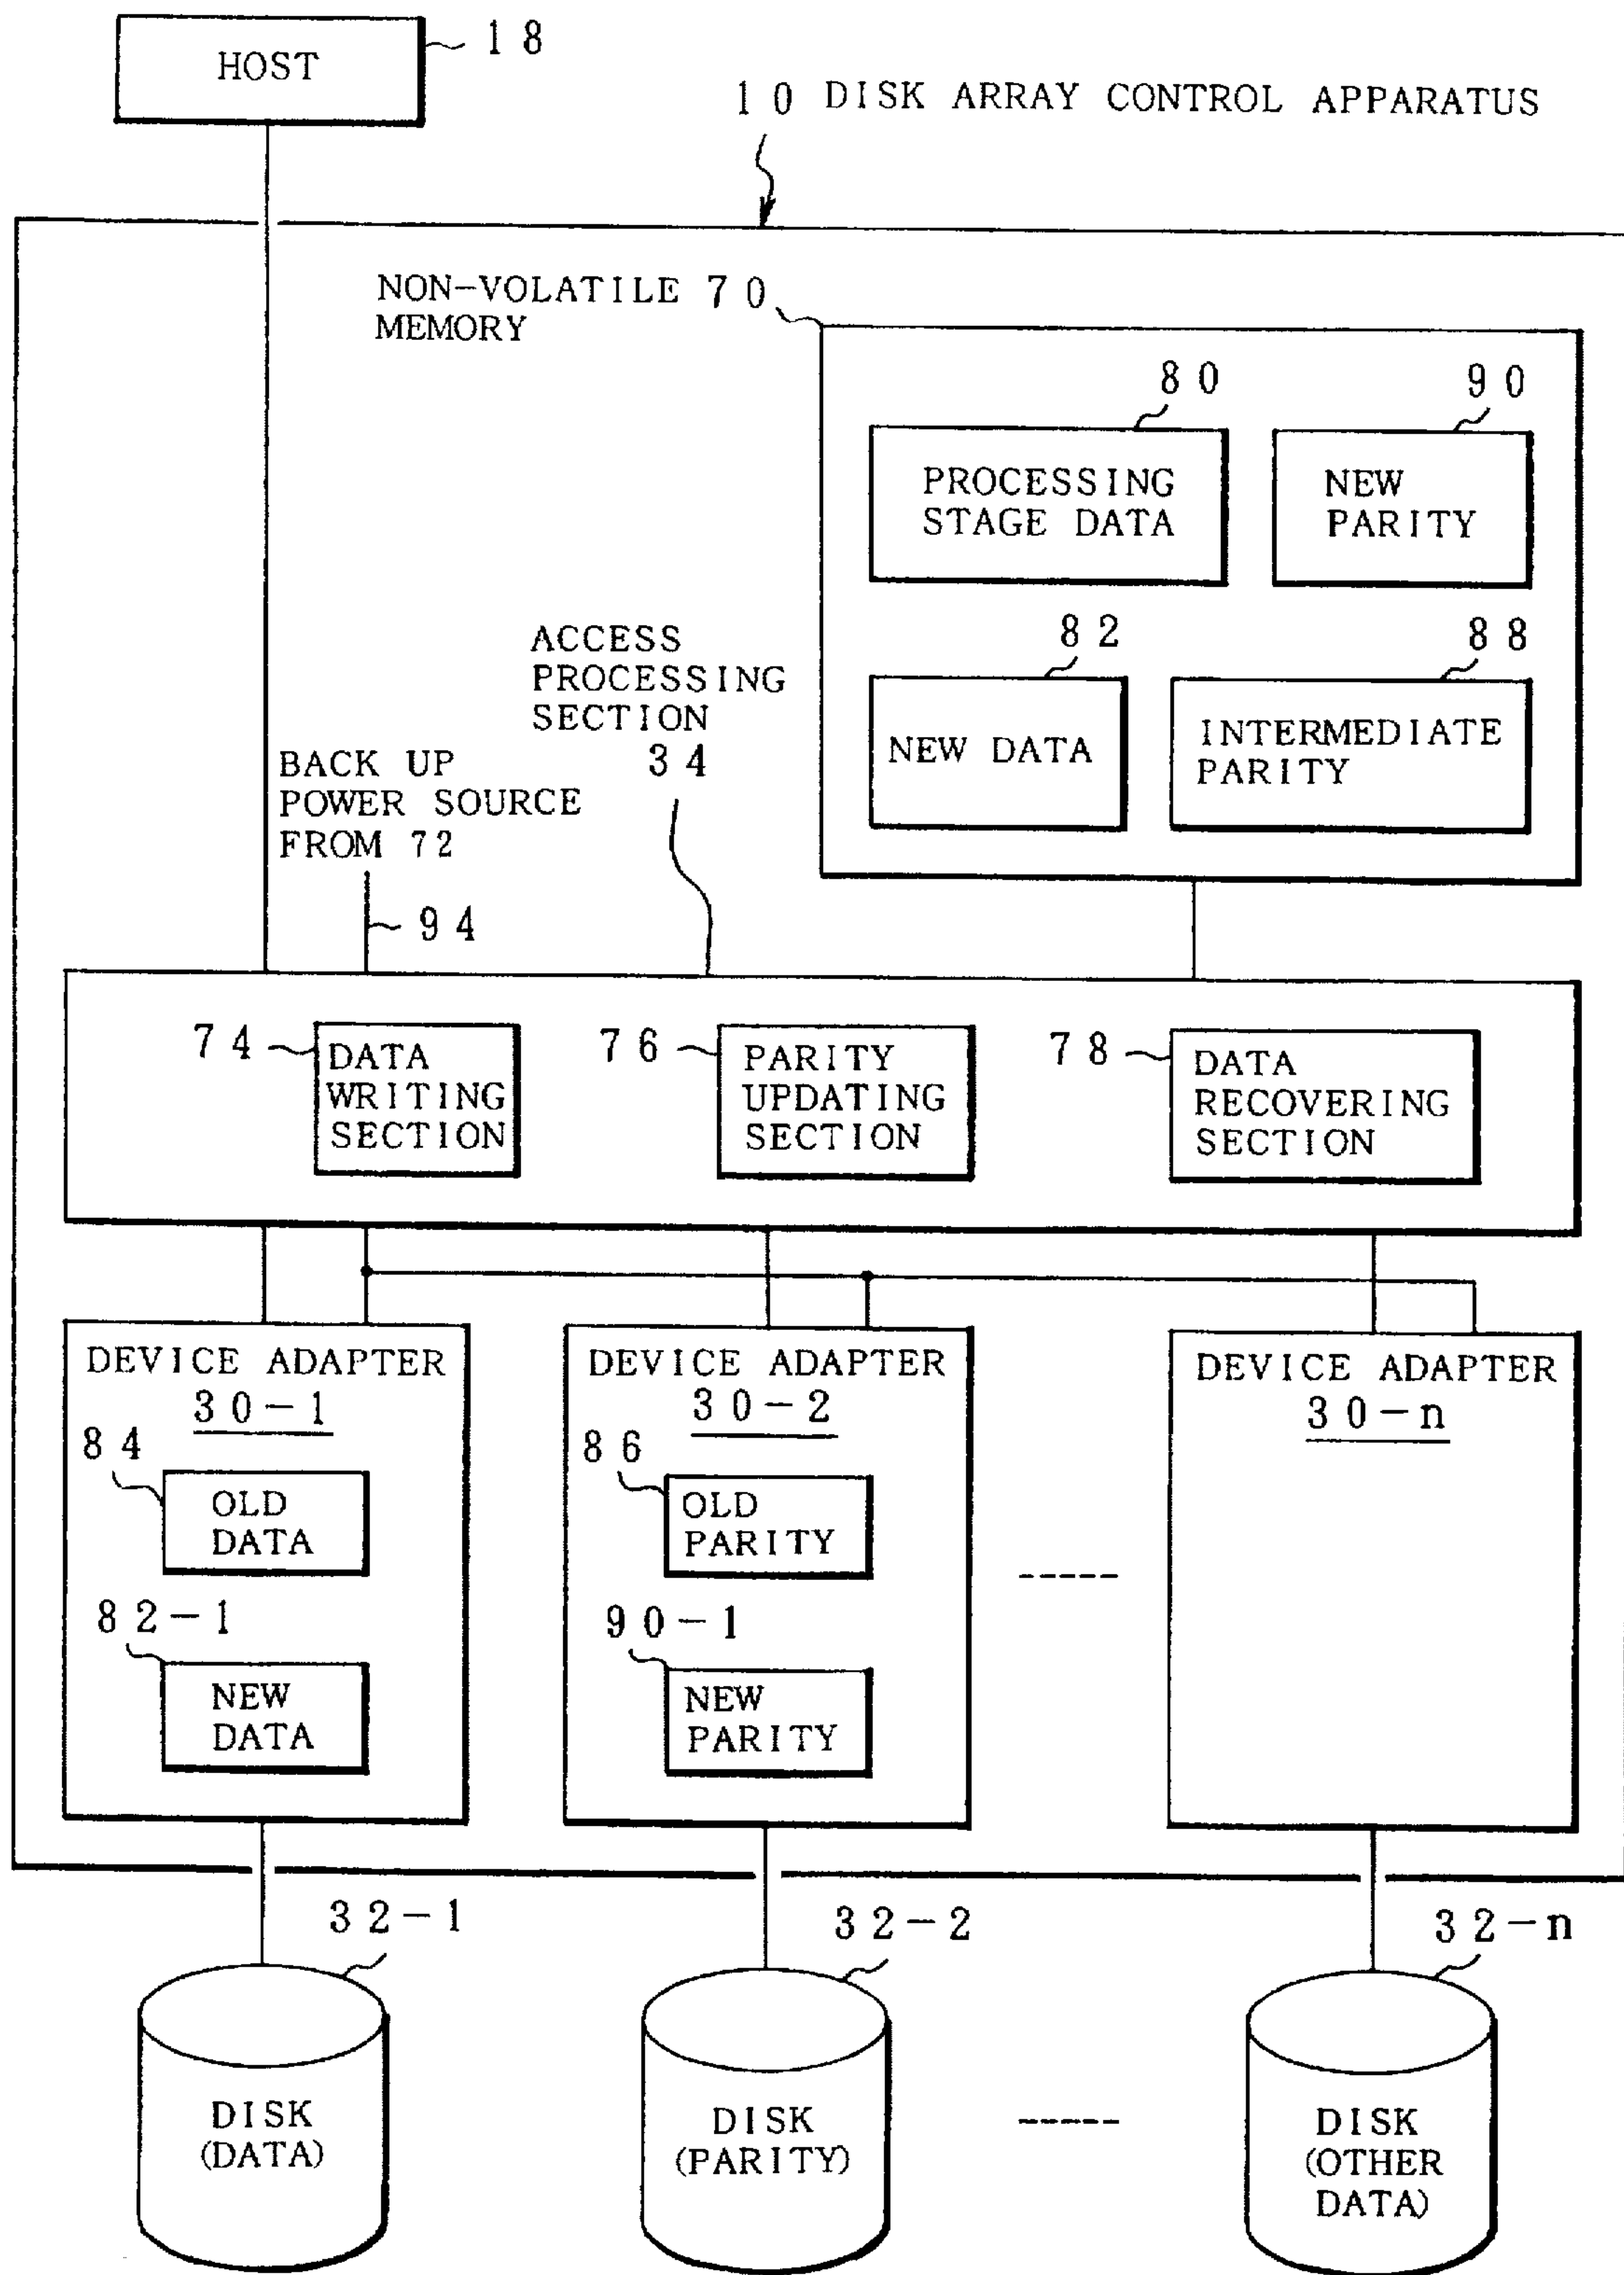 HOST
18
10 DISK ARRAY CONTROL APPARATUS
NON-VOLATILE 70
MEMORY
80
90
PROCESSING
STAGE DATA
NEW
PARITY
82
88
NEW DATA
INTERMEDIATE
PARITY
ACCESS
PROCESSING
SECTION
34
BACK UP
POWER SOURCE
FROM 72
94
74
DATA
WRITING
SECTION
76
PARITY
UPDATING
SECTION
78
DATA
RECOVERING
SECTION
DEVICE ADAPTER
30-1
84
OLD
DATA
82-1
NEW
DATA
DEVICE ADAPTER
30-2
86
OLD
PARITY
90-1
NEW
PARITY
DEVICE ADAPTER
30-n
32-1
32-2
32-n
DISK
(DATA)
DISK
(PARITY)
DISK
(OTHER
DATA)